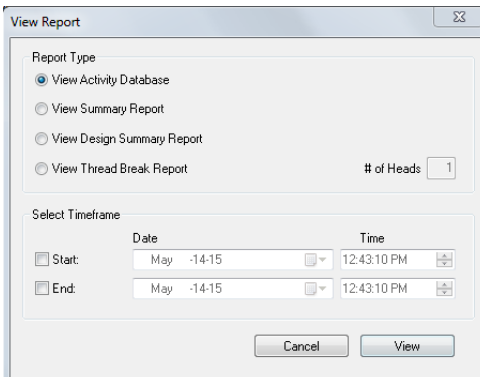 View Report
Report Type
View Activity Database
View Summary Report
View Design Summary Report
View Thread Break Report # of Heads 1
Select Timeframe
Date Time
Start: May -14-15 12:43:10 PM
End: May -14-15 12:43:10 PM
Cancel View